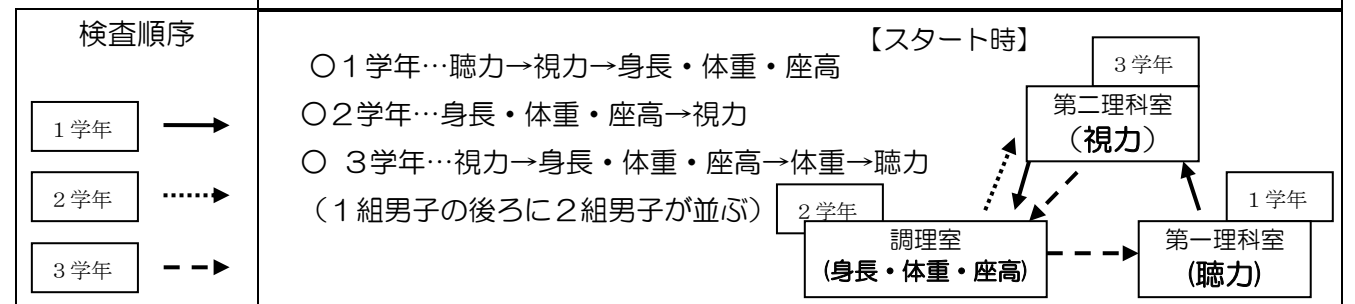 検査順序
1学年
2学年
3学年
【スタート時】
〇1学年…聴力→視力→身長・体重・座高
〇2学年…身長・体重・座高→視力
〇 3学年…視力→身長・体重・座高→体重→聴力
(1組男子の後ろに2組男子が並ぶ)
3学年
第二理科室
(視力)
2学年
調理室
(身長・体重・座高)
1学年
第一理科室
(聴力)